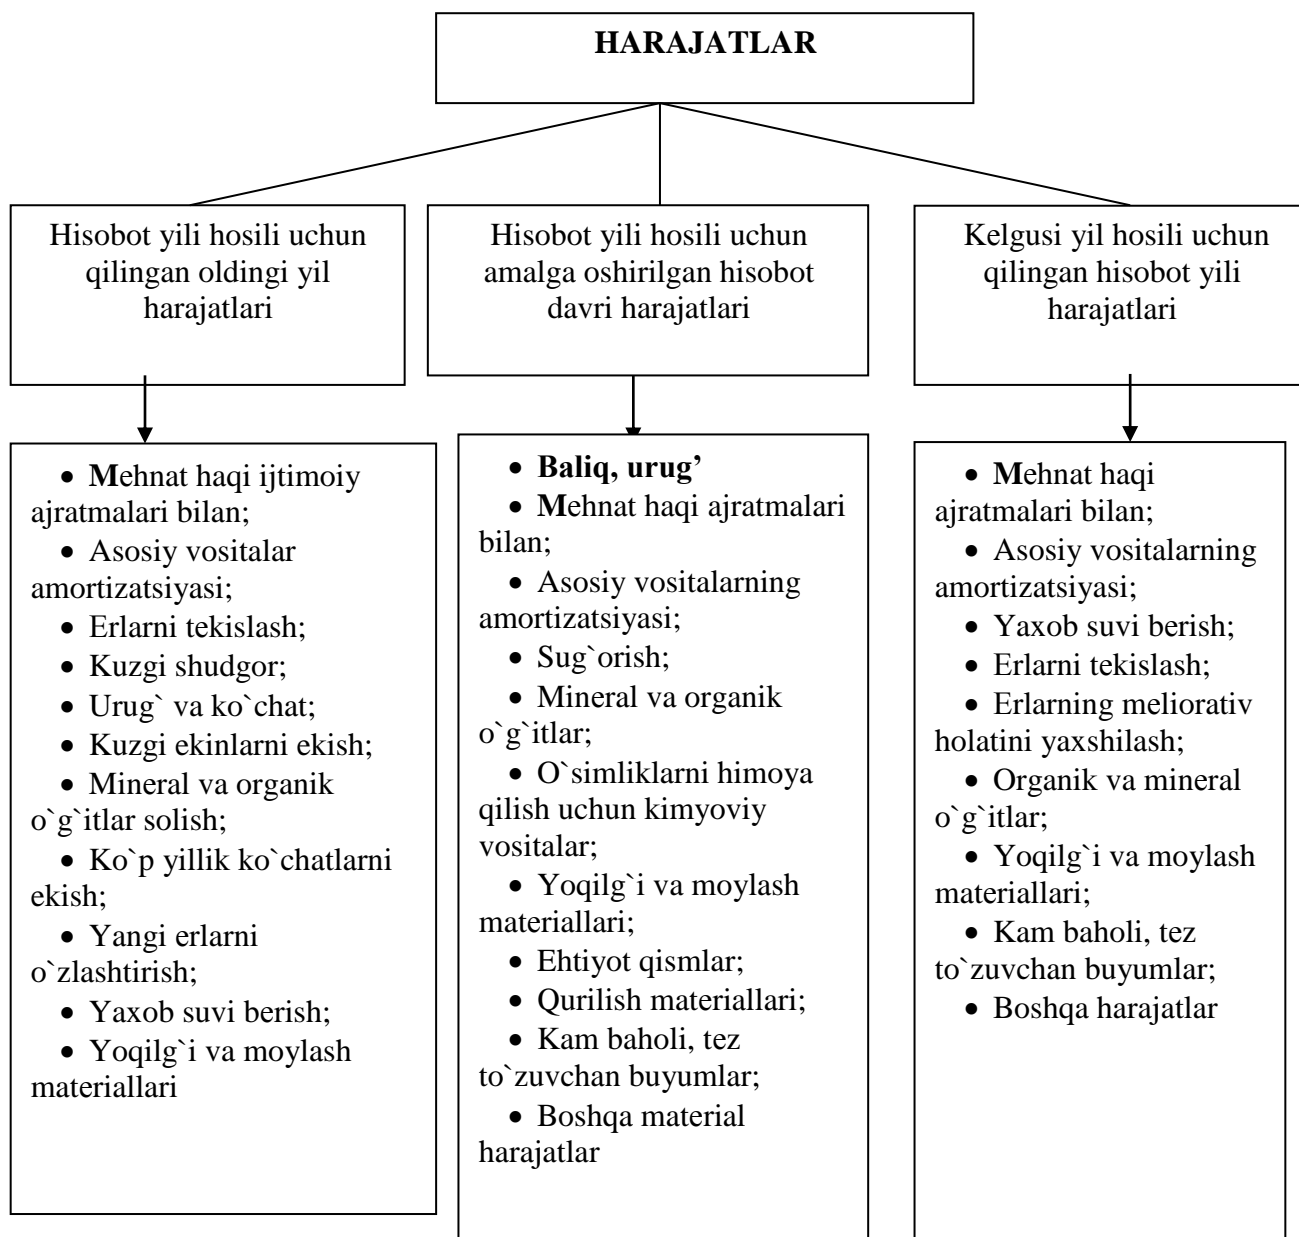 HARAJATLAR
Hisobot yili hosili uchun
qilingan oldingi yil
harajatlari
Hisobot yili hosili uchun
amalga oshirilgan hisobot
davri harajatlari
Kelgusi yil hosili uchun
qilingan hisobot yili
harajatlari
• Mehnat haqi ijtimoiy
ajratmalari bilan;
• Asosiy vositalar
amortizatsiyasi;
• Erlarni tekislash;
• Kuzgi shudgor;
• Urug` va ko`chat;
• Kuzgi ekinlarni ekish;
• Mineral va organik
o`g`itlar solish;
• Ko`p yillik ko`chatlarni
ekish;
• Yangi erlarni
o`zlashtirish;
• Yaxob suvi berish;
• Yoqilg`i va moylash
materiallari
• Baliq, urug’
• Mehnat haqi ajratmalari
bilan;
• Asosiy vositalarning
amortizatsiyasi;
• Sug`orish;
• Mineral va organik
o`g`itlar;
• O`simliklarni himoya
qilish uchun kimyoviy
vositalar;
• Yoqilg`i va moylash
materiallari;
• Ehtiyot qismlar;
• Qurilish materiallari;
• Kam baholi, tez
to`zuvchan buyumlar;
• Boshqa material
harajatlar
• Mehnat haqi
ajratmalari bilan;
• Asosiy vositalarning
amortizatsiyasi;
• Yaxob suvi berish;
• Erlarni tekislash;
• Erlarning meliorativ
holatini yaxshilash;
• Organik va mineral
o`g`itlar;
• Yoqilg`i va moylash
materiallari;
• Kam baholi, tez
to`zuvchan buyumlar;
• Boshqa harajatlar